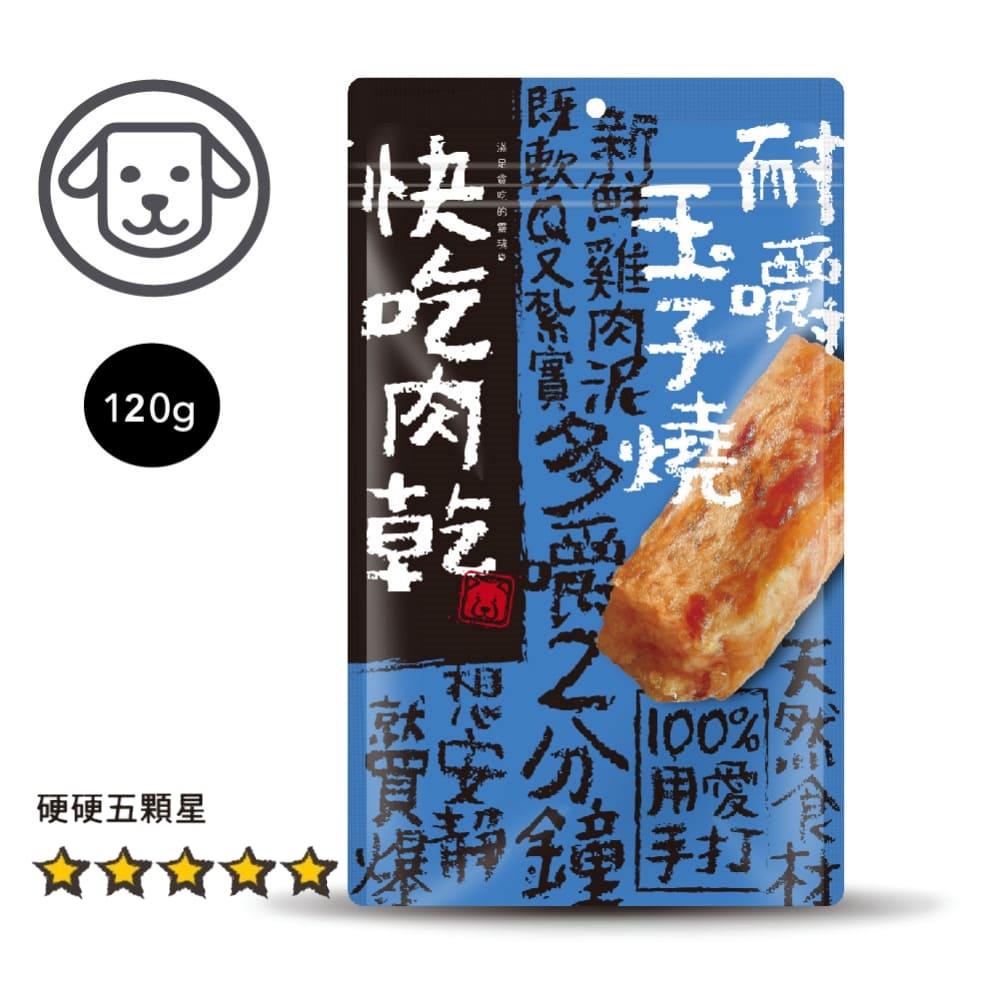 120g
硬硬五顆星
快吃肉乾
滿足貪吃的靈魂
耐嚼
玉子燒
新鮮雞肉泥
既軟Q又紮實
多嚼2分鐘
想安靜
就買爆
100%
用愛
手打
天然食材